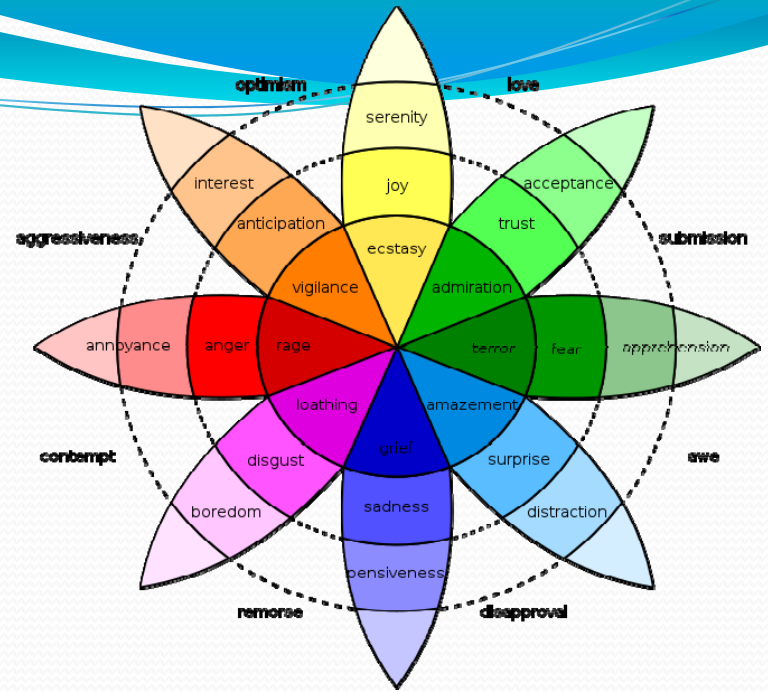 optimism
love
serenity
interest
acceptance
joy
anticipation
trust
aggressiveness
submission
ecstasy
vigilance
admiration
annoyance
anger
rage
terror
fear
apprehension
loathing
amazement
contempt
grief
awe
disgust
surprise
sadness
boredom
distraction
pensiveness
remorse
disapproval